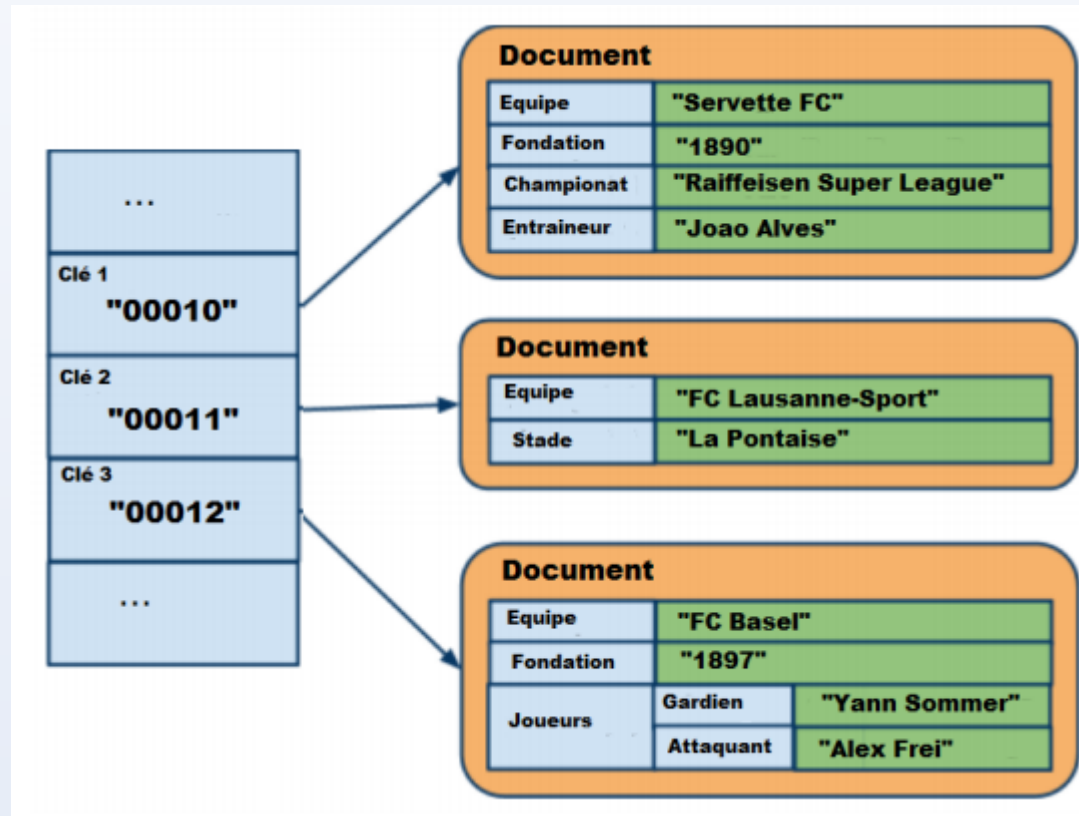 ...
Clé 1
"00010"
Clé 2
"00011"
Clé 3
"00012"
...
Document
Equipe "Servette FC"
Fondation "1890"
Championat "Raiffeisen Super League"
Entraineur "Joao Alves"
Document
Equipe "FC Lausanne-Sport"
Stade "La Pontaise"
Document
Equipe "FC Basel"
Fondation "1897"
Joueurs
Gardien "Yann Sommer"
Attaquant "Alex Frei"